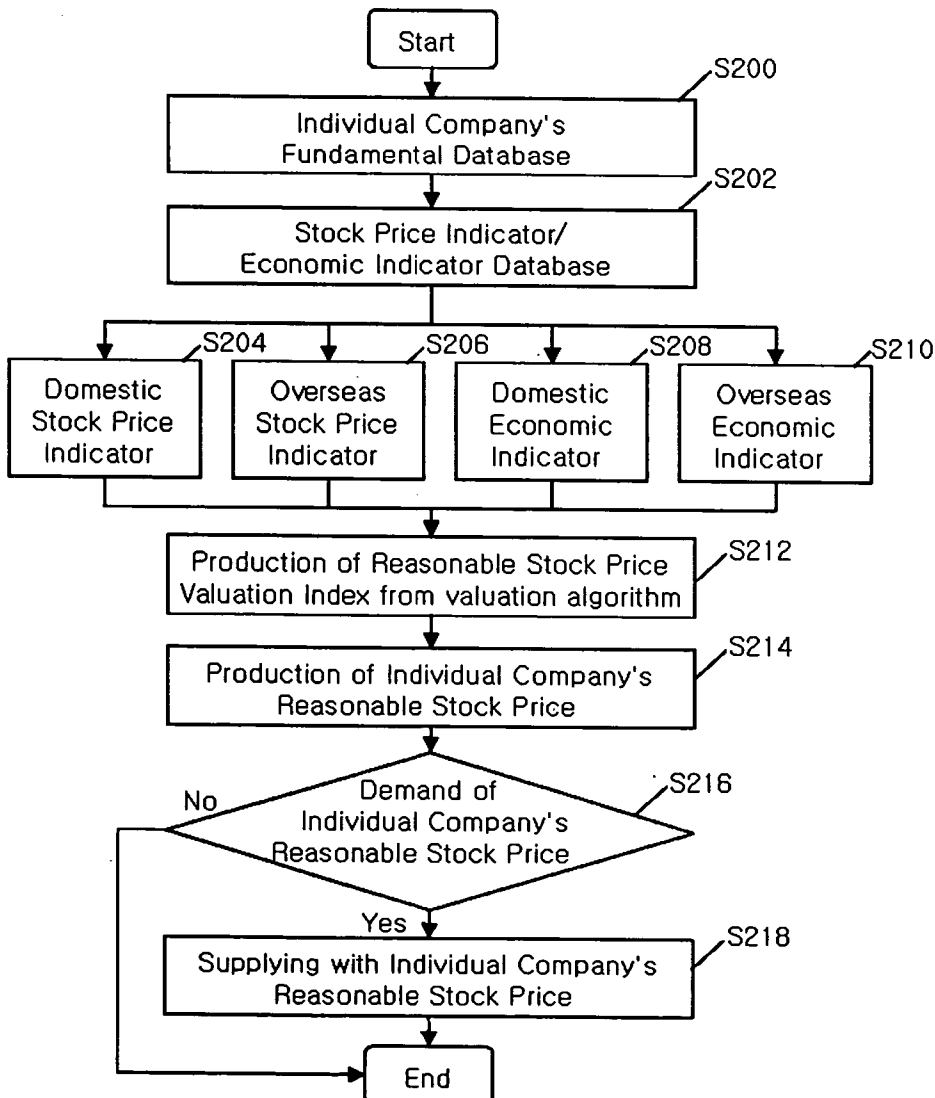 Start
S200
Individual Company's
Fundamental Database
S202
Stock Price Indicator/
Economic Indicator Database
S204
S206
S208
S210
Domestic
Stock Price
Indicator
Overseas
Stock Price
Indicator
Domestic
Economic
Indicator
Overseas
Economic
Indicator
S212
Production of Reasonable Stock Price
Valuation Index from valuation algorithm
S214
Production of Individual Company's
Reasonable Stock Price
S216
No
Demand of
Individual Company's
Reasonable Stock Price
Yes
S218
Supplying with Individual Company's
Reasonable Stock Price
End